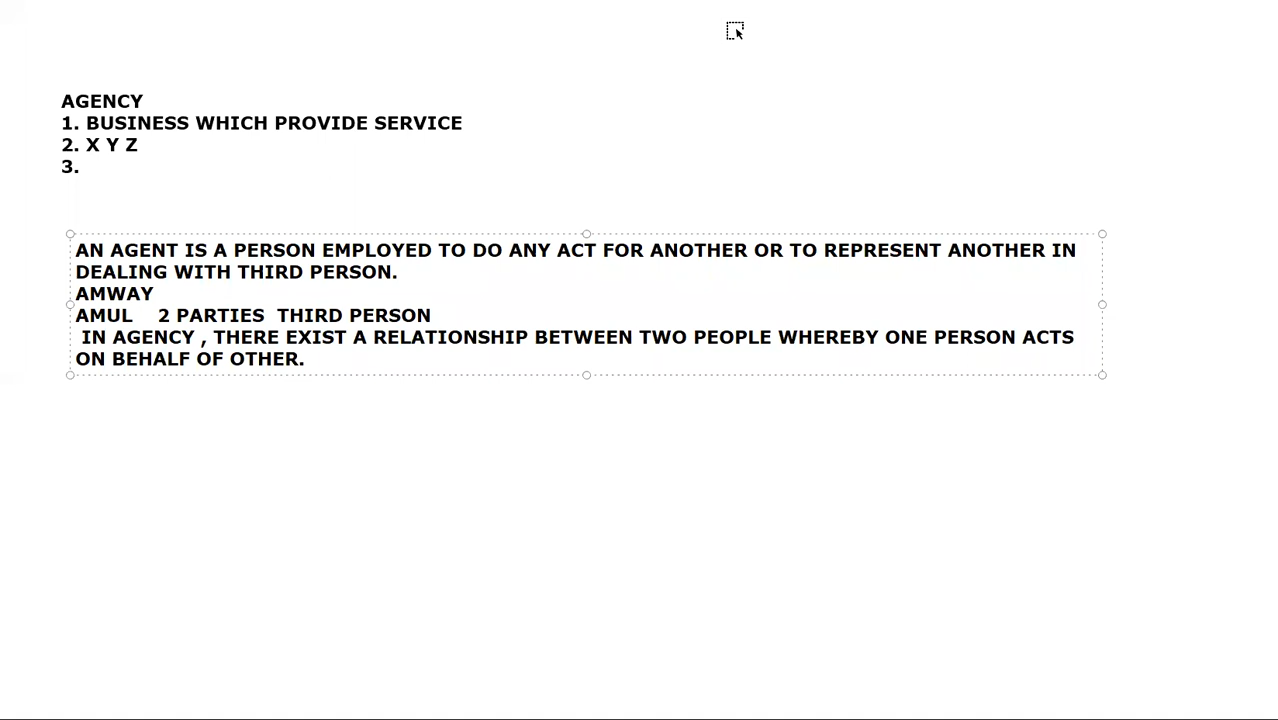 AGENCY
1. BUSINESS WHICH PROVIDE SERVICE
2. X Y Z
3.
AN AGENT IS A PERSON EMPLOYED TO DO ANY ACT FOR ANOTHER OR TO REPRESENT ANOTHER IN
DEALING WITH THIRD PERSON.
AMWAY
AMUL    2 PARTIES  THIRD PERSON
IN AGENCY , THERE EXIST A RELATIONSHIP BETWEEN TWO PEOPLE WHEREBY ONE PERSON ACTS
ON BEHALF OF OTHER.